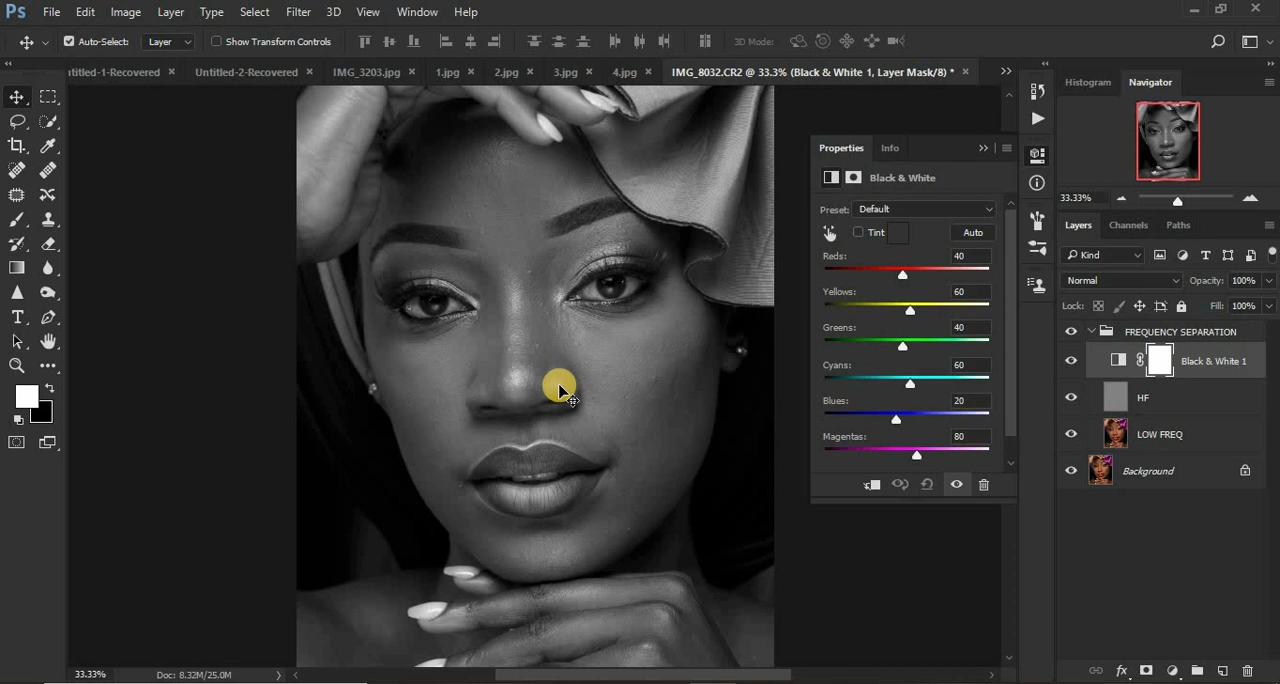 Ps File Edit Image Layer Type Select Filter 3D View Window Help
Auto-Select: Layer Show Transform Controls 3D Mode:
titled-1-Recovered × Untitled-2-Recovered × IMG_3203.jpg × 1.jpg × 2.jpg × 3.jpg × 4.jpg × IMG_8032.CR2 @ 33.3% (Black & White 1, Layer Mask/8) * ×
Histogram Navigator
33.33%
Properties Info
Black & White
Preset: Default
Tint Auto
Reds: 40
Yellows: 60
Greens: 40
Cyans: 60
Blues: 20
Magentas: 80
Layers Channels Paths
Kind
Normal Opacity: 100%
Lock: Fill: 100%
FREQUENCY SEPARATION
Black & White 1
HF
LOW FREQ
Background
33.33% Doc: 8.32M/25.0M